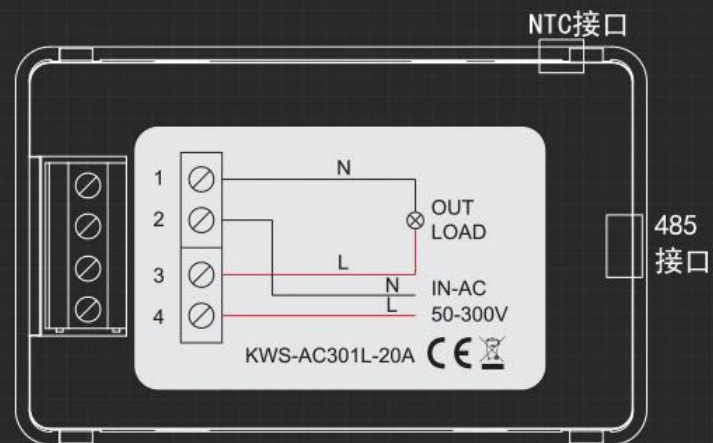 NTC接口
1
N
2
OUT
LOAD
485
接口
3
L
N
IN-AC
4
L
50-300V
KWS-AC301L-20A CE